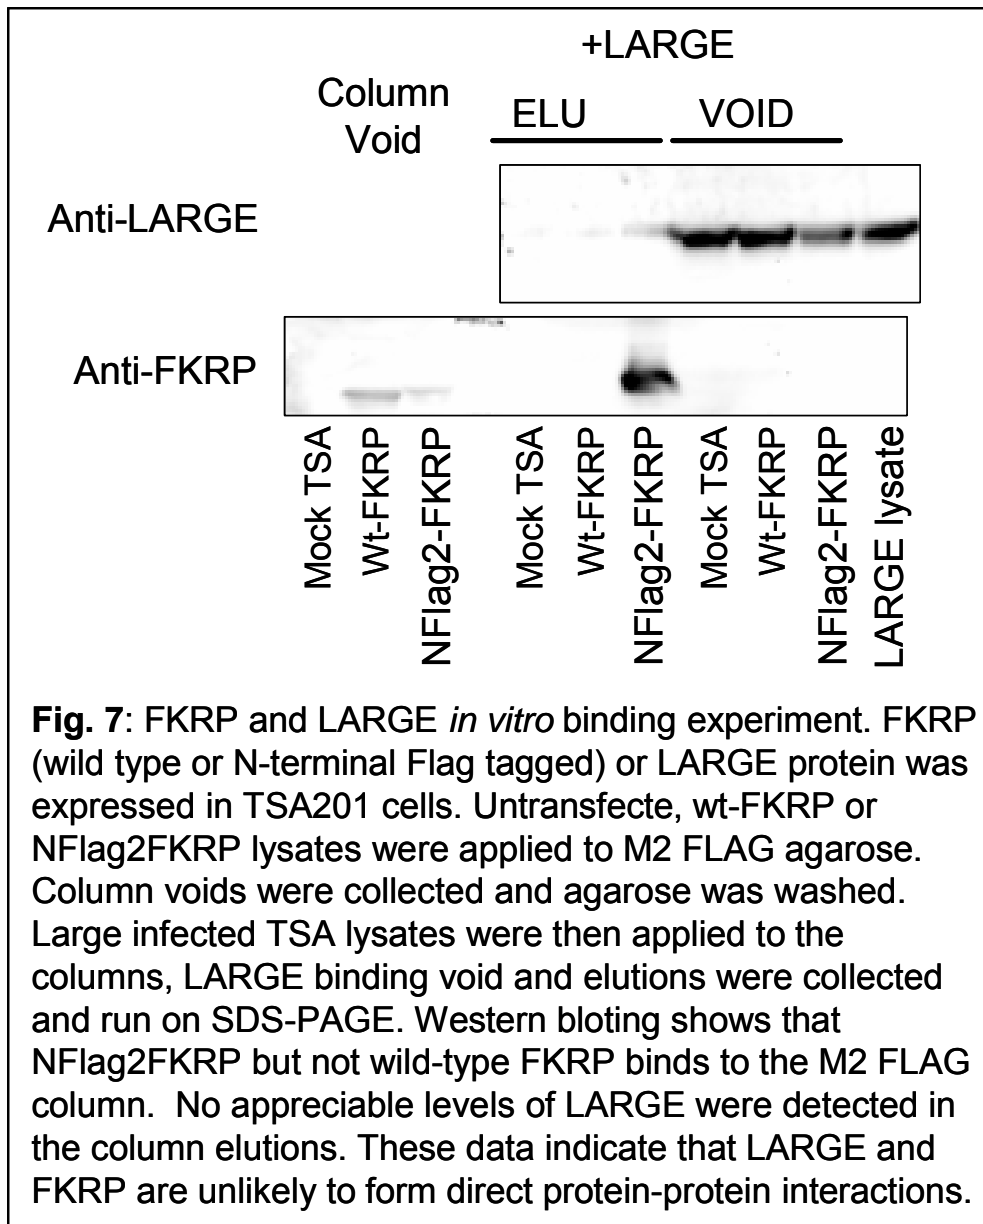 +LARGE
Column
Void
ELU
VOID
Anti-LARGE
Anti-FKRP
Mock TSA
Wt-FKRP
NFlag2-FKRP
Mock TSA
Wt-FKRP
NFlag2-FKRP
Mock TSA
Wt-FKRP
NFlag2-FKRP
LARGE lysate
Fig. 7: FKRP and LARGE in vitro binding experiment. FKRP
(wild type or N-terminal Flag tagged) or LARGE protein was
expressed in TSA201 cells. Untransfecte, wt-FKRP or
NFlag2FKRP lysates were applied to M2 FLAG agarose.
Column voids were collected and agarose was washed.
Large infected TSA lysates were then applied to the
columns, LARGE binding void and elutions were collected
and run on SDS-PAGE. Western bloting shows that
NFlag2FKRP but not wild-type FKRP binds to the M2 FLAG
column. No appreciable levels of LARGE were detected in
the column elutions. These data indicate that LARGE and
FKRP are unlikely to form direct protein-protein interactions.